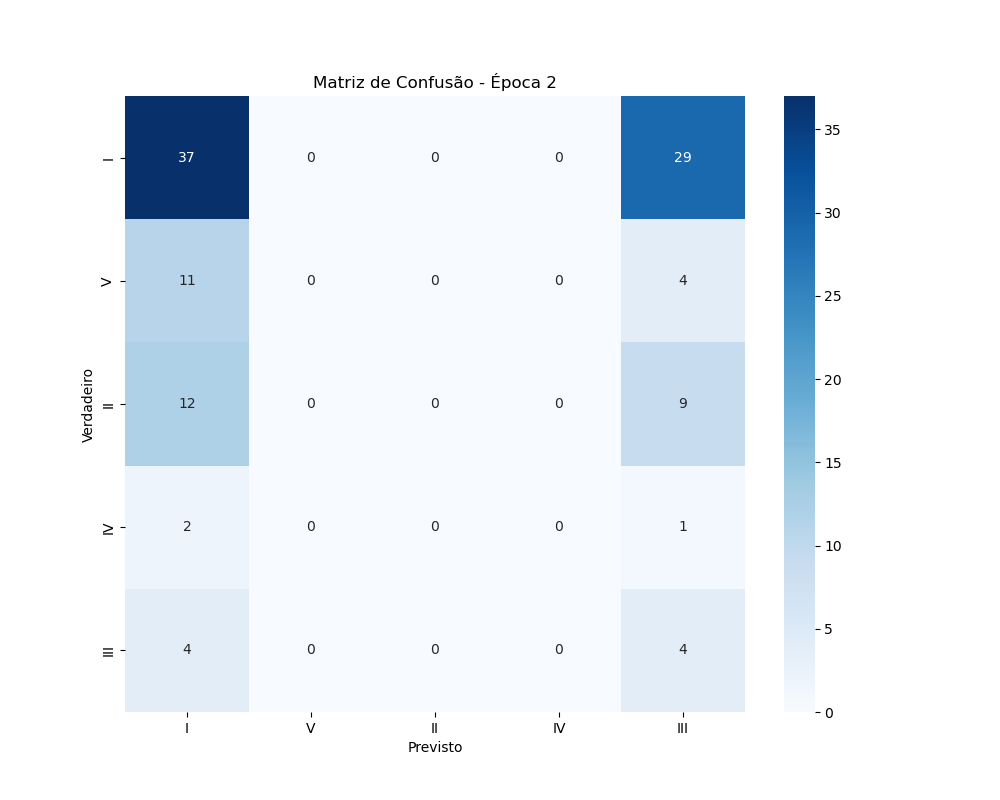 Matriz de Confusão - Época 2
Verdadeiro
I 37 0 0 0 29
V 11 0 0 0 4
II 12 0 0 0 9
IV 2 0 0 0 1
III 4 0 0 0 4
I V II IV III
Previsto
35
30
25
20
15
10
5
0